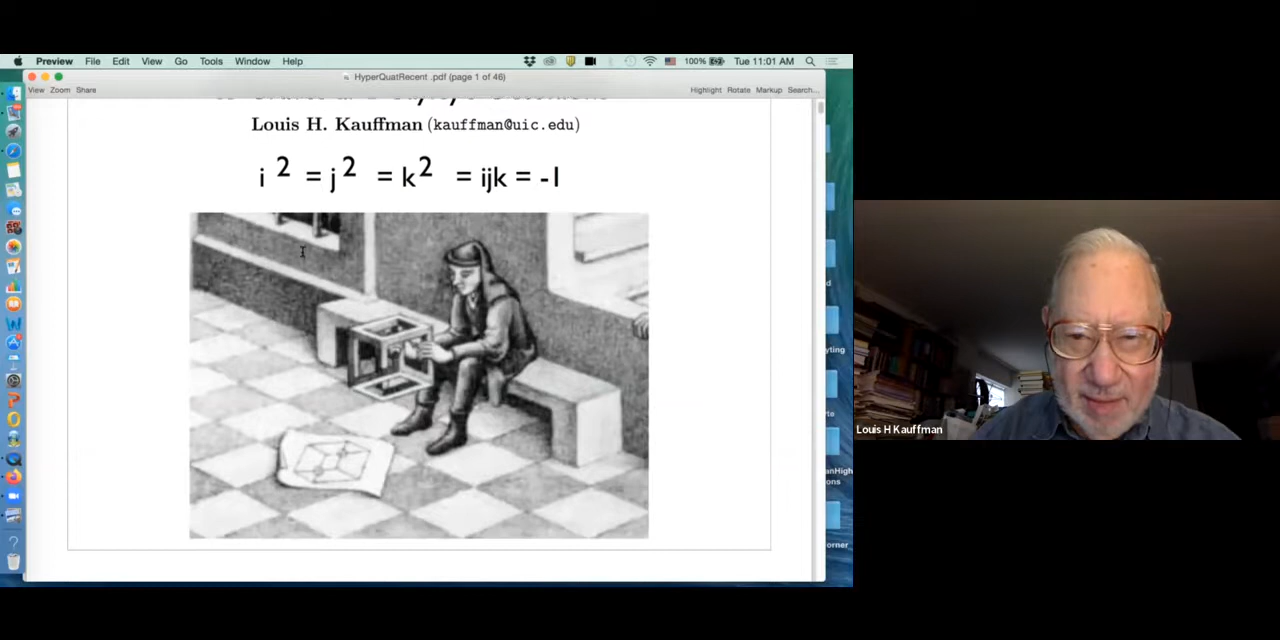 Preview File Edit View Go Tools Window Help 100% Tue 11:01 AM
HyperQuatRecent .pdf (page 1 of 46)
View Zoom Share Highlight Rotate Markup Search...
Louis H. Kauffman (kauffman@uic.edu)
i 2 = j 2 = k 2 = ijk = -1
Louis H Kauffman